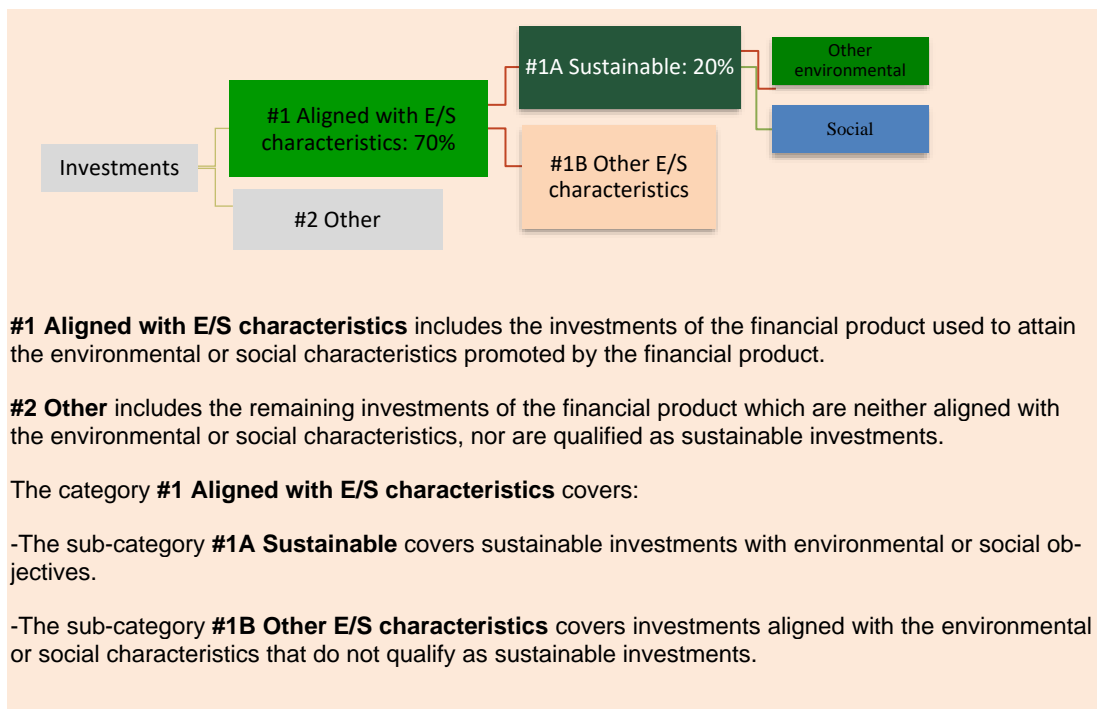 Other
environmental
#1A Sustainable: 20%
#1 Aligned with E/S
characteristics: 70%
Social
Investments
#1B Other E/S
characteristics
#2 Other
#1 Aligned with E/S characteristics includes the investments of the financial product used to attain
the environmental or social characteristics promoted by the financial product.
#2 Other includes the remaining investments of the financial product which are neither aligned with
the environmental or social characteristics, nor are qualified as sustainable investments.
The category #1 Aligned with E/S characteristics covers:
-The sub-category #1A Sustainable covers sustainable investments with environmental or social ob-
jectives.
-The sub-category #1B Other E/S characteristics covers investments aligned with the environmental
or social characteristics that do not qualify as sustainable investments.